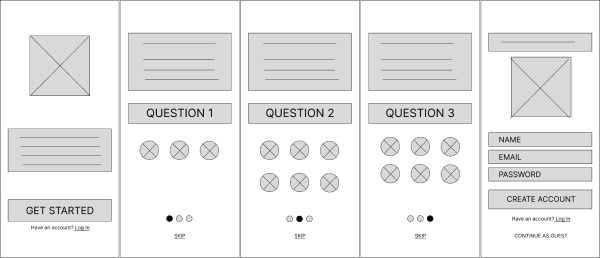 GET STARTED
Have an account? Log In
QUESTION 1
SKIP
QUESTION 2
SKIP
QUESTION 3
SKIP
NAME
EMAIL
PASSWORD
CREATE ACCOUNT
Have an account? Log In
CONTINUE AS GUEST